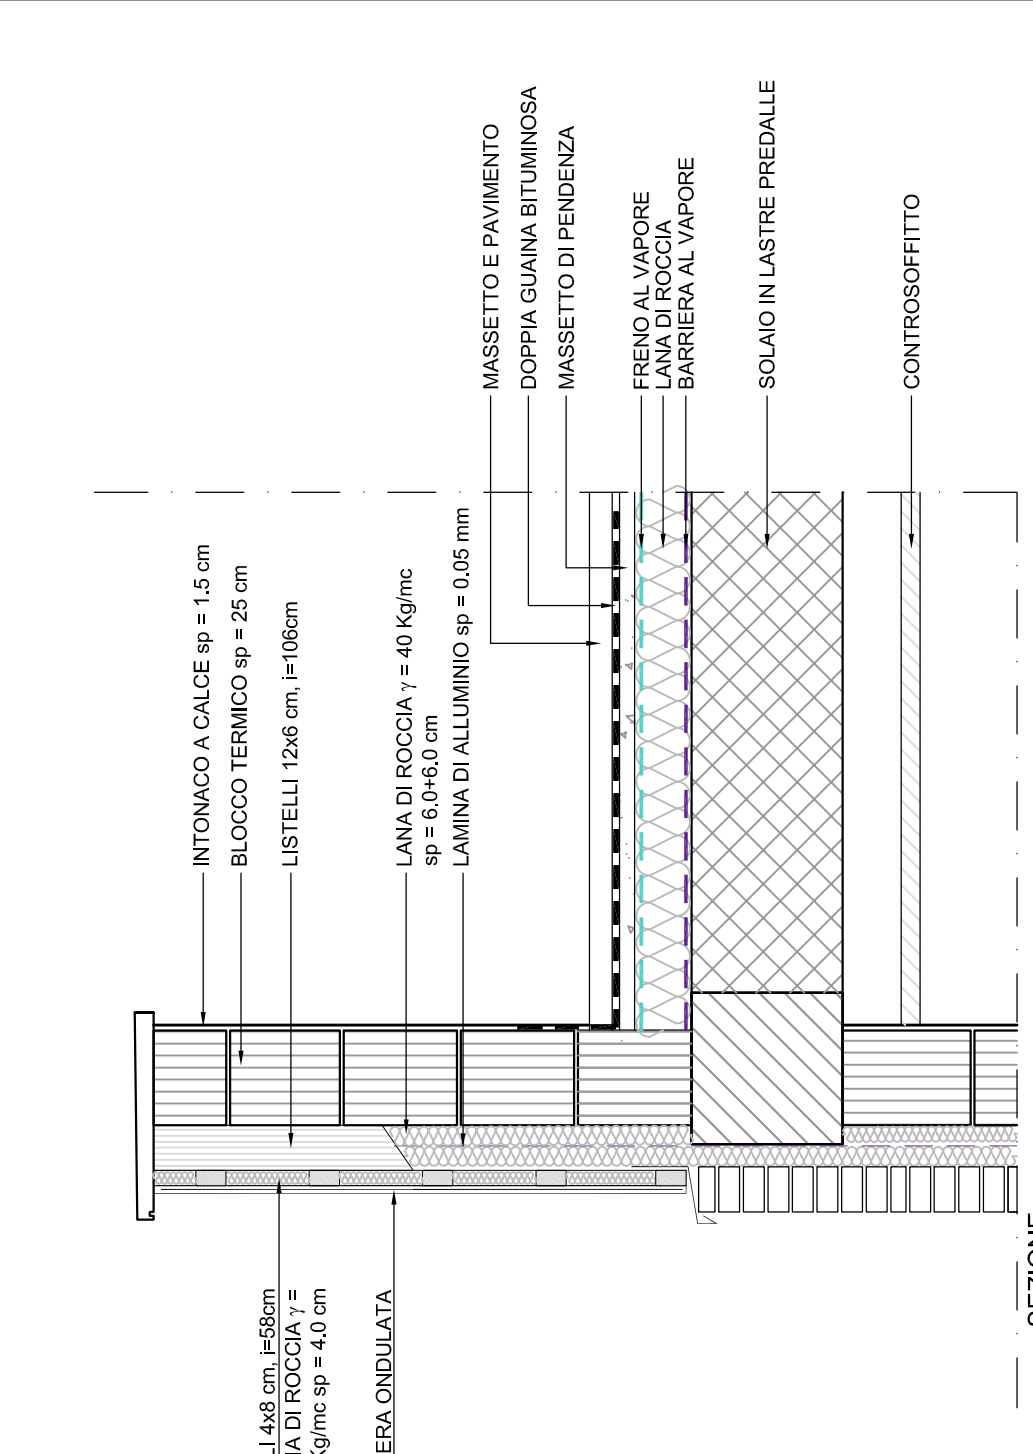 MASSETTO E PAVIMENTO
DOPPIA GUAINA BITUMINOSA
MASSETTO DI PENDENZA
FRENO AL VAPORE
LANA DI ROCCIA
BARRIERA AL VAPORE
SOLAIO IN LASTRE PREDALLE
CONTROSOFFITTO
INTONACO A CALCE sp = 1.5 cm
BLOCCO TERMICO sp = 25 cm
LISTELLI 12x6 cm, i=106cm
LANA DI ROCCIA γ = 40 Kg/mc
sp = 6.0+6.0 cm
LAMINA DI ALLUMINIO sp = 0.05 mm
LI 4x8 cm, i=58cm
NA DI ROCCIA γ =
Kg/mc sp = 4.0 cm
ERA ONDULATA